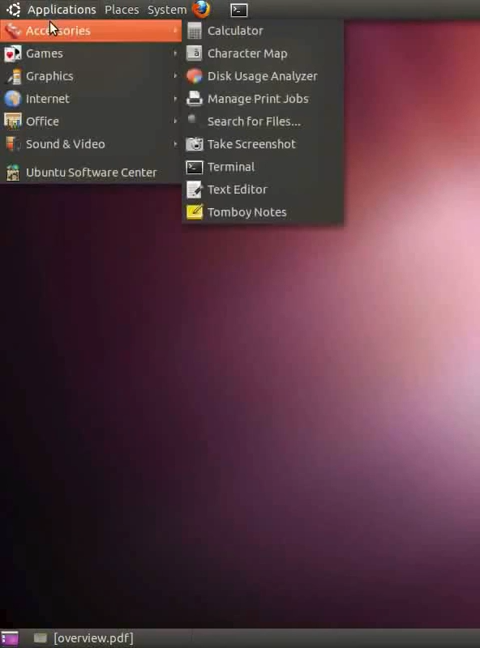 Applications Places System
Accessories
Games
Graphics
Internet
Office
Sound & Video
Ubuntu Software Center
Calculator
Character Map
Disk Usage Analyzer
Manage Print Jobs
Search for Files...
Take Screenshot
Terminal
Text Editor
Tomboy Notes
[overview.pdf]